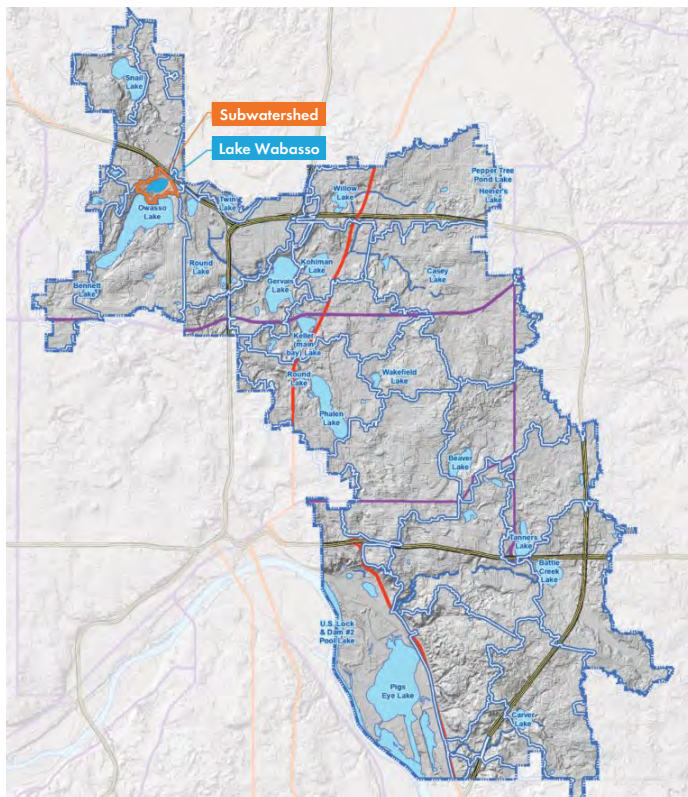 Snail
Lake
Subwatershed
Lake Wabasso
Pepper Tree
Pond Lake
Heiner's
Lake
Willow
Lake
Twin
Lake
Owasso
Lake
Round
Lake
Kohlman
Lake
Casey
Lake
Gervais
Lake
Bennett
Lake
Keller
(main
bay) Lake
Round
Lake
Wakefield
Lake
Phalen
Lake
Beaver
Lake
Tanners
Lake
Battle
Creek
Lake
U.S. Lock
& Dam #2
Pool Lake
Pigs
Eye Lake
Carver
Lake